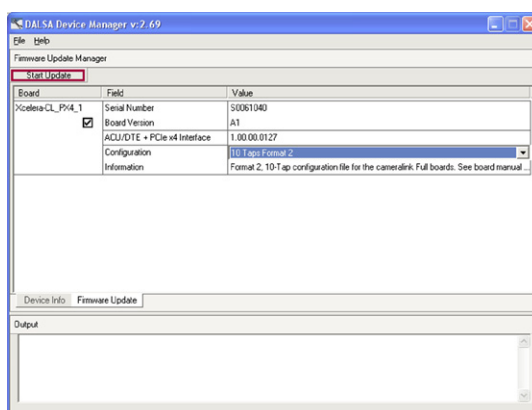 DALSA Device Manager v:2.69
File Help
Firmware Update Manager
Start Update
Board Field Value
Xcelera-CL_PX4_1 Serial Number S0061040
Board Version A1
ACU/DTE + PCIe x4 Interface 1.00.00.0127
Configuration 10 Taps Format 2
Information Format 2, 10-Tap configuration file for the cameralink Full boards. See board manual ...
Device Info Firmware Update
Output